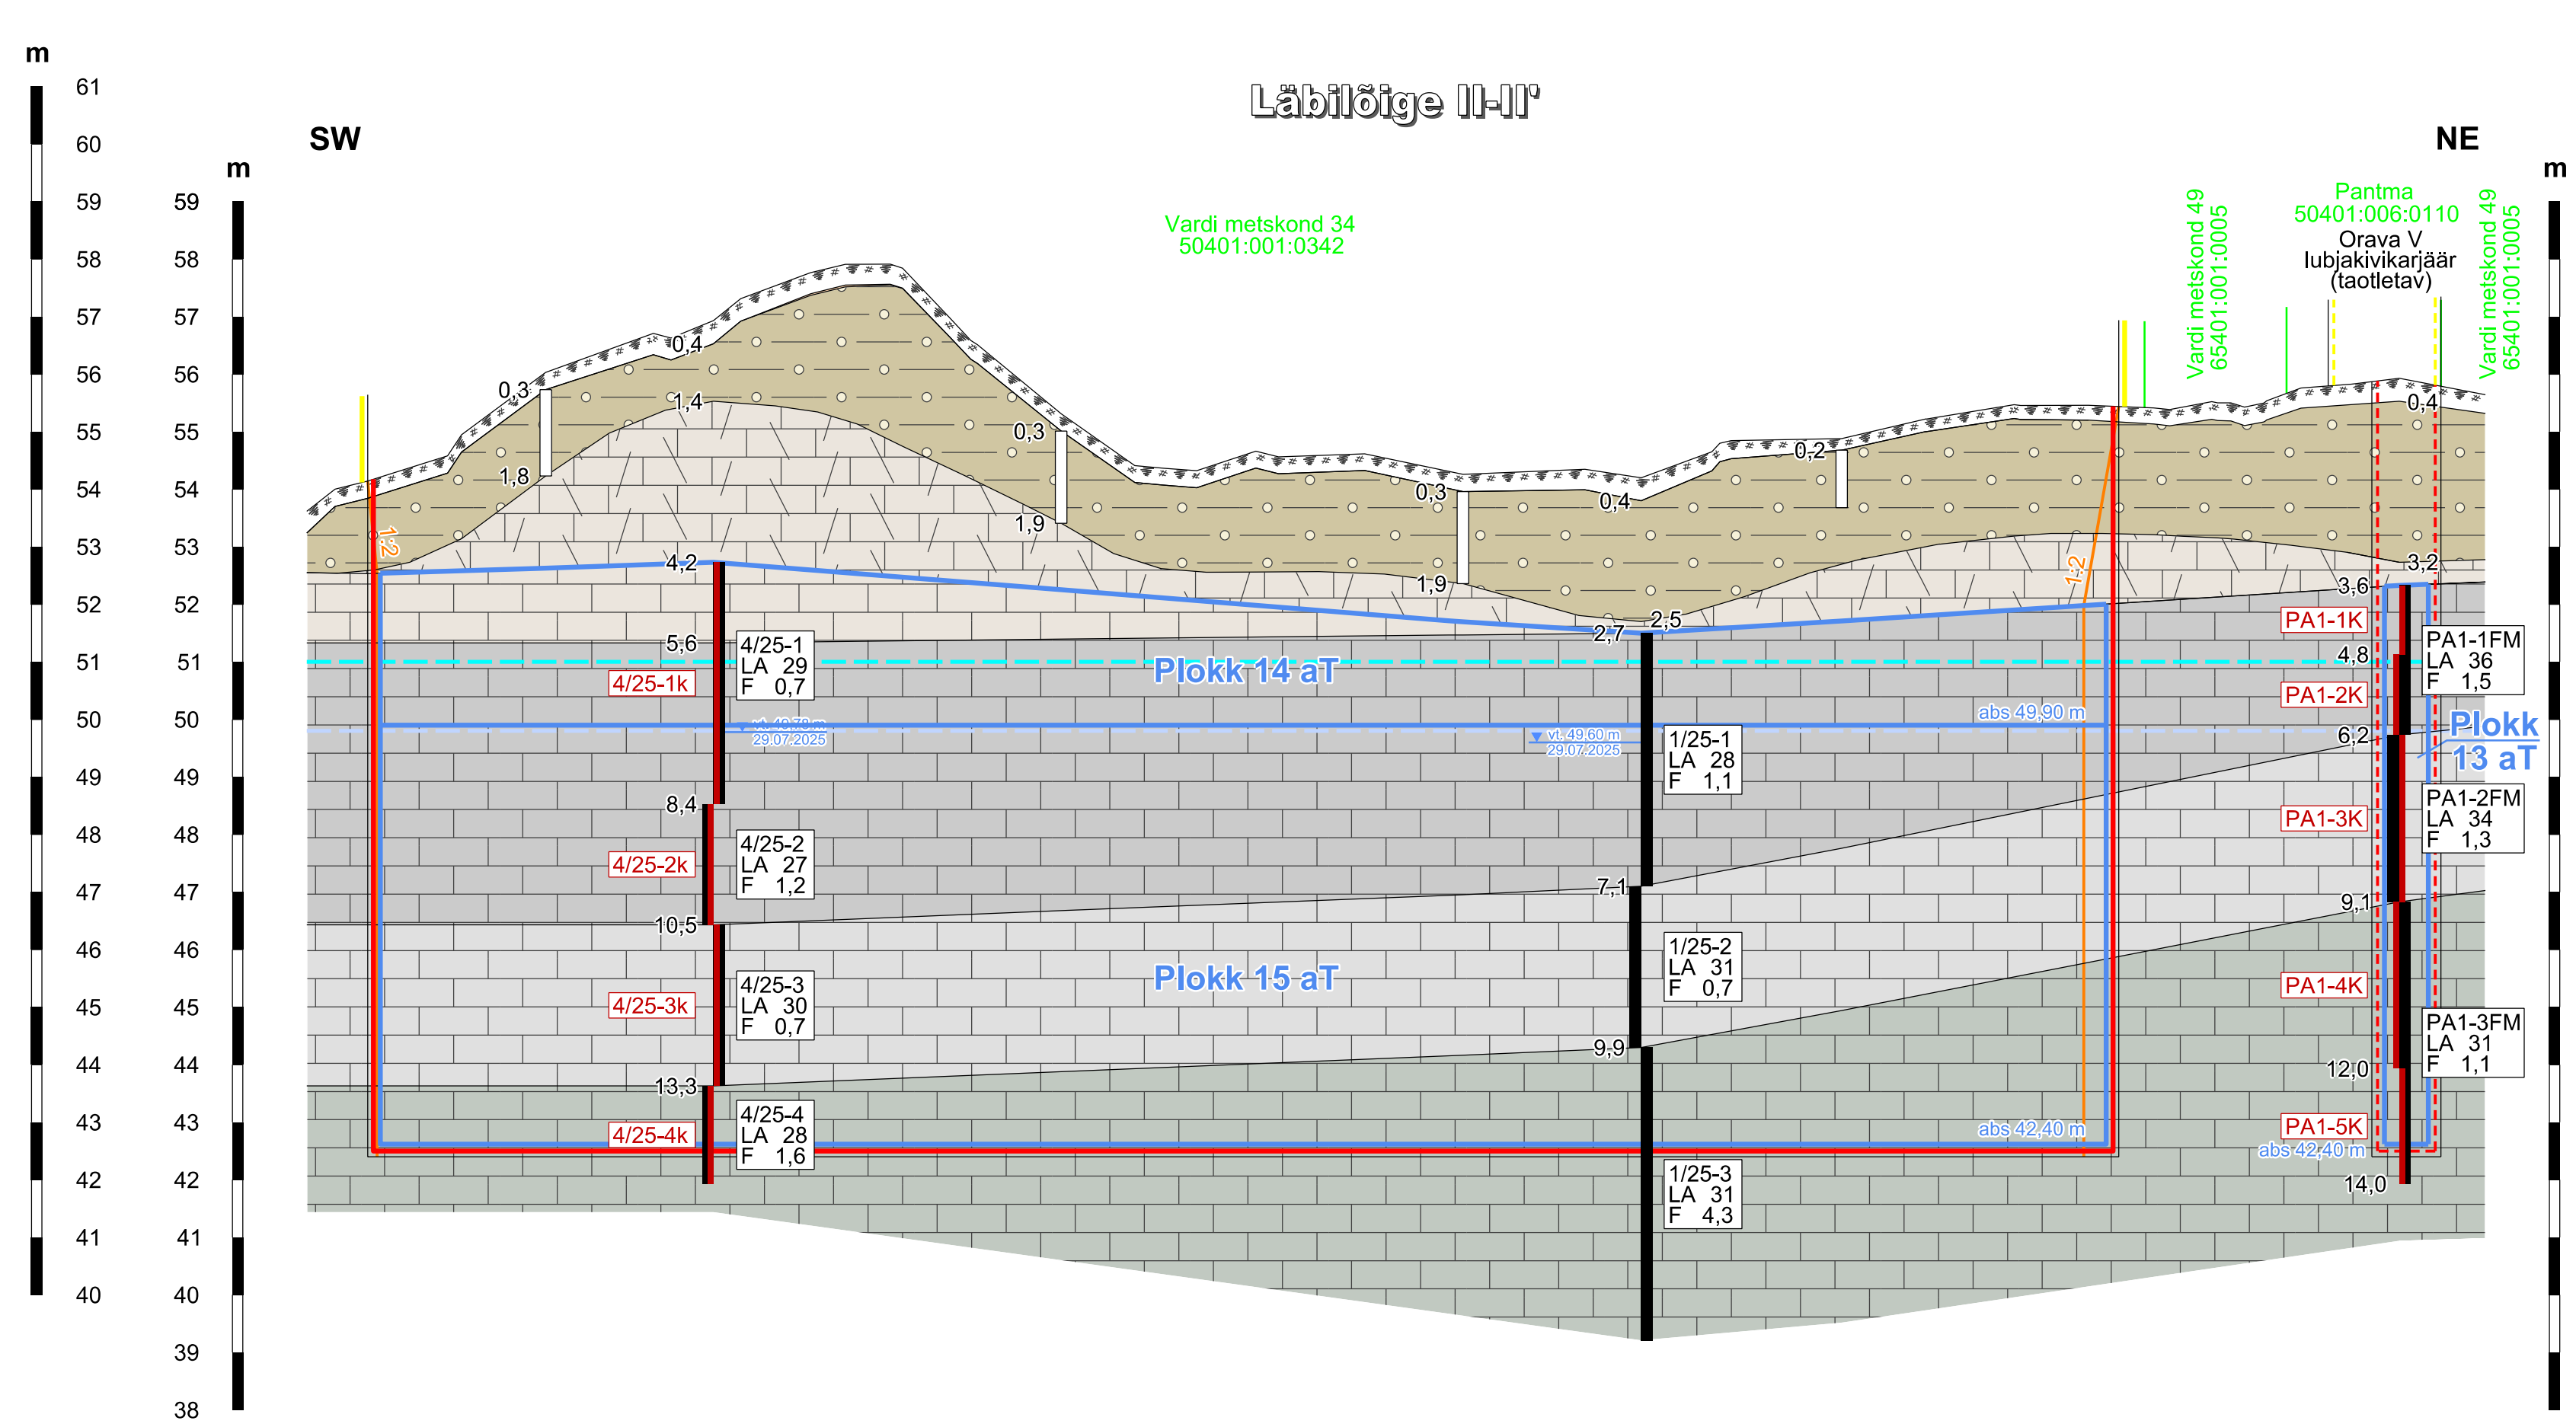 Läbilõige II-II'
m
61
60
59
58
57
56
55
54
53
52
51
50
49
48
47
46
45
44
43
42
41
40
m
59
58
57
56
55
54
53
52
51
50
49
48
47
46
45
44
43
42
41
40
39
38
SW
NE
m
Vardi metskond 34
50401:001:0342
Vardi metskond 49
65401:001:0005
Pantma
50401:006:0110
Orava V
lubjakivikarjäär
(taotletav)
Vardi metskond 49
65401:001:0005
1:2
0,3
1,8
0,4
1,4
4,2
5,6
8,4
10,5
13,3
4/25-1k
4/25-2k
4/25-3k
4/25-4k
4/25-1
LA 29
F 0,7
4/25-2
LA 27
F 1,2
4/25-3
LA 30
F 0,7
4/25-4
LA 28
F 1,6
vt. 49,78 m
29.07.2025
0,3
1,9
Plokk 14 aT
Plokk 15 aT
0,3
1,9
0,4
2,5
2,7
7,1
9,9
vt. 49,60 m
29.07.2025
1/25-1
LA 28
F 1,1
1/25-2
LA 31
F 0,7
1/25-3
LA 31
F 4,3
0,2
1:2
abs 49,90 m
abs 42,40 m
0,4
3,2
3,6
4,8
6,2
9,1
12,0
14,0
PA1-1K
PA1-2K
PA1-3K
PA1-4K
PA1-5K
abs 42,40 m
PA1-1FM
LA 36
F 1,5
Plokk
13 aT
PA1-2FM
LA 34
F 1,3
PA1-3FM
LA 31
F 1,1